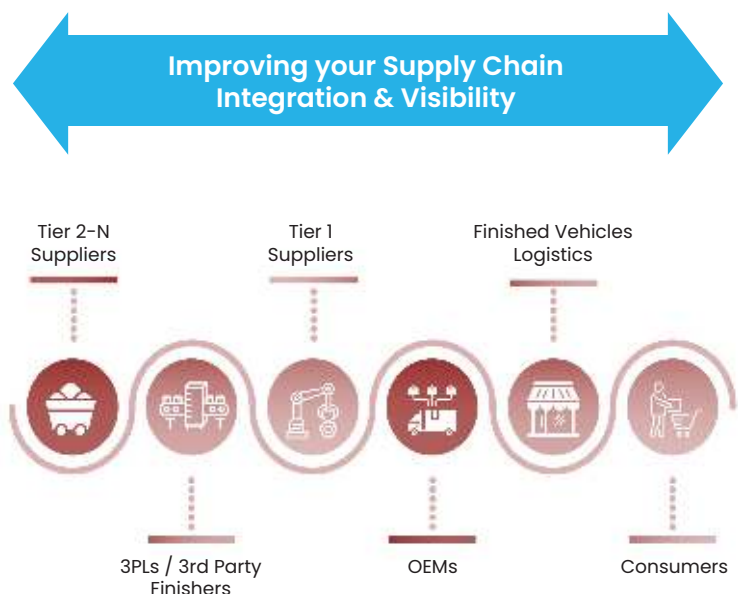 Improving your Supply Chain
Integration & Visibility
Tier 2-N
Suppliers
Tier 1
Suppliers
Finished Vehicles
Logistics
3PLs / 3rd Party
Finishers
OEMs
Consumers